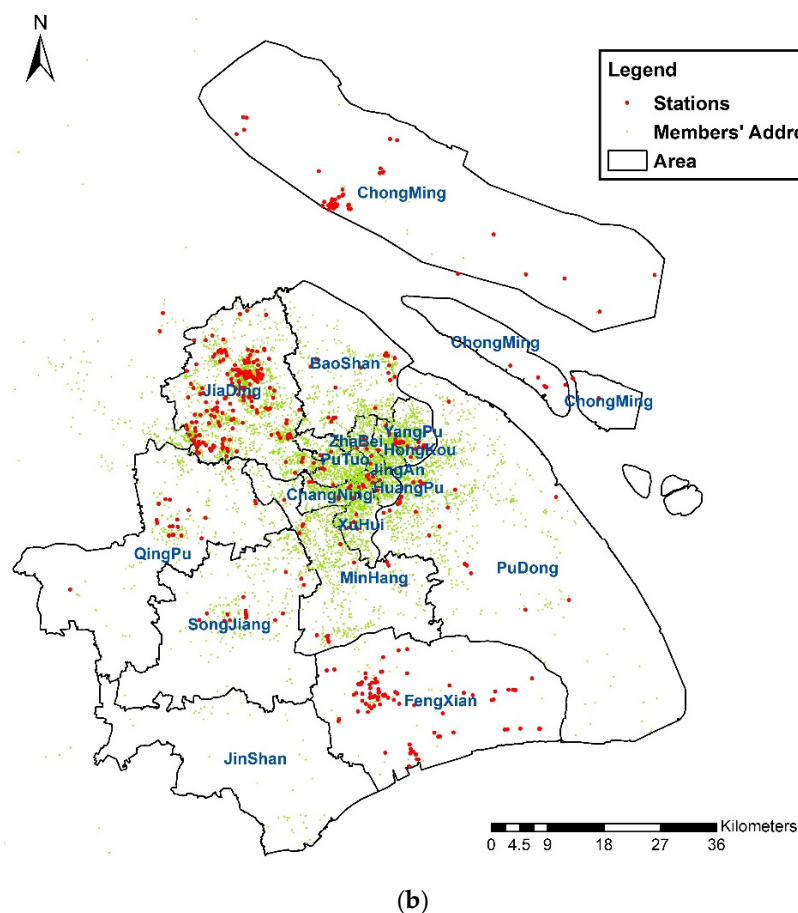 N
Legend
Stations
Members' Addre
Area
ChongMing
ChongMing
ChongMing
BaoShan
JiaDing
YangPu
ZhaBei
HongKou
PuTuo
JingAn
ChangNing
HuangPu
XuHui
QingPu
MinHang
PuDong
SongJiang
FengXian
JinShan
Kilometers
0 4.5 9 18 27 36
(b)